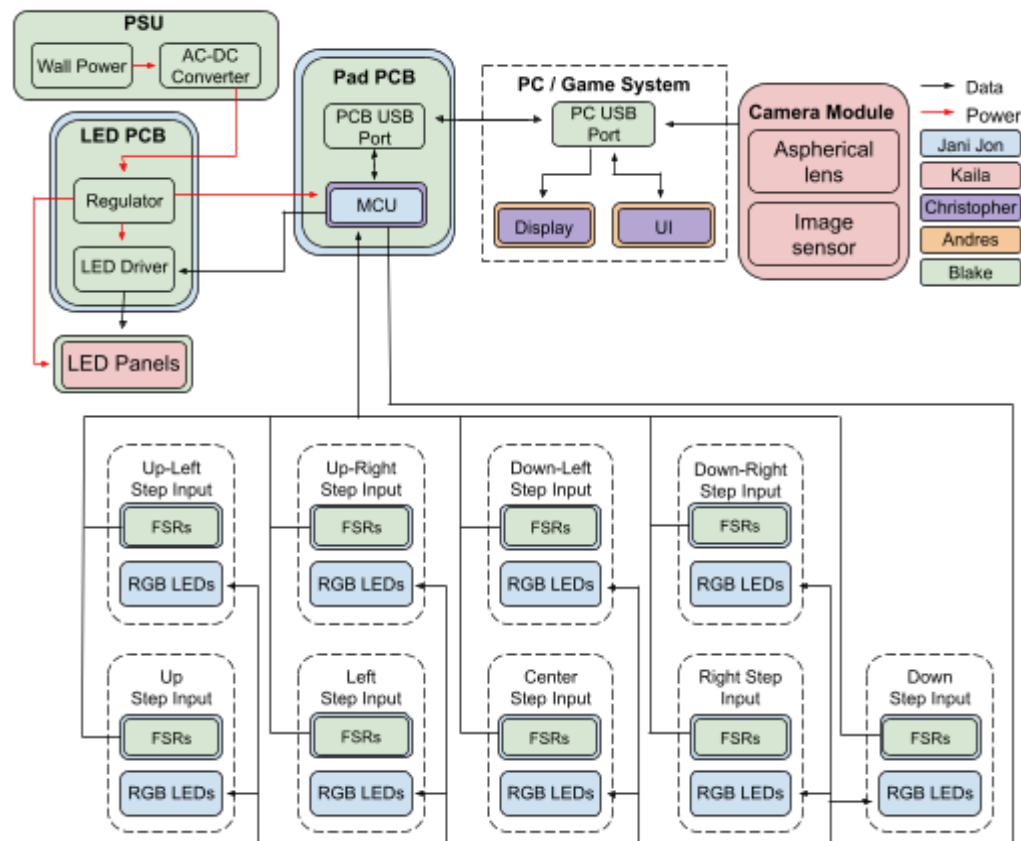 PSU
Wall Power
AC-DC
Converter
LED PCB
Regulator
LED Driver
LED Panels
Pad PCB
PCB USB
Port
MCU
PC / Game System
PC USB
Port
Display
UI
Camera Module
Aspherical
lens
Image
sensor
Data
Power
Jani Jon
Kaila
Christopher
Andres
Blake
Up-Left
Step Input
FSRs
RGB LEDs
Up-Right
Step Input
FSRs
RGB LEDs
Down-Left
Step Input
FSRs
RGB LEDs
Down-Right
Step Input
FSRs
RGB LEDs
Up
Step Input
FSRs
RGB LEDs
Left
Step Input
FSRs
RGB LEDs
Center
Step Input
FSRs
RGB LEDs
Right Step
Input
FSRs
RGB LEDs
Down
Step Input
FSRs
RGB LEDs